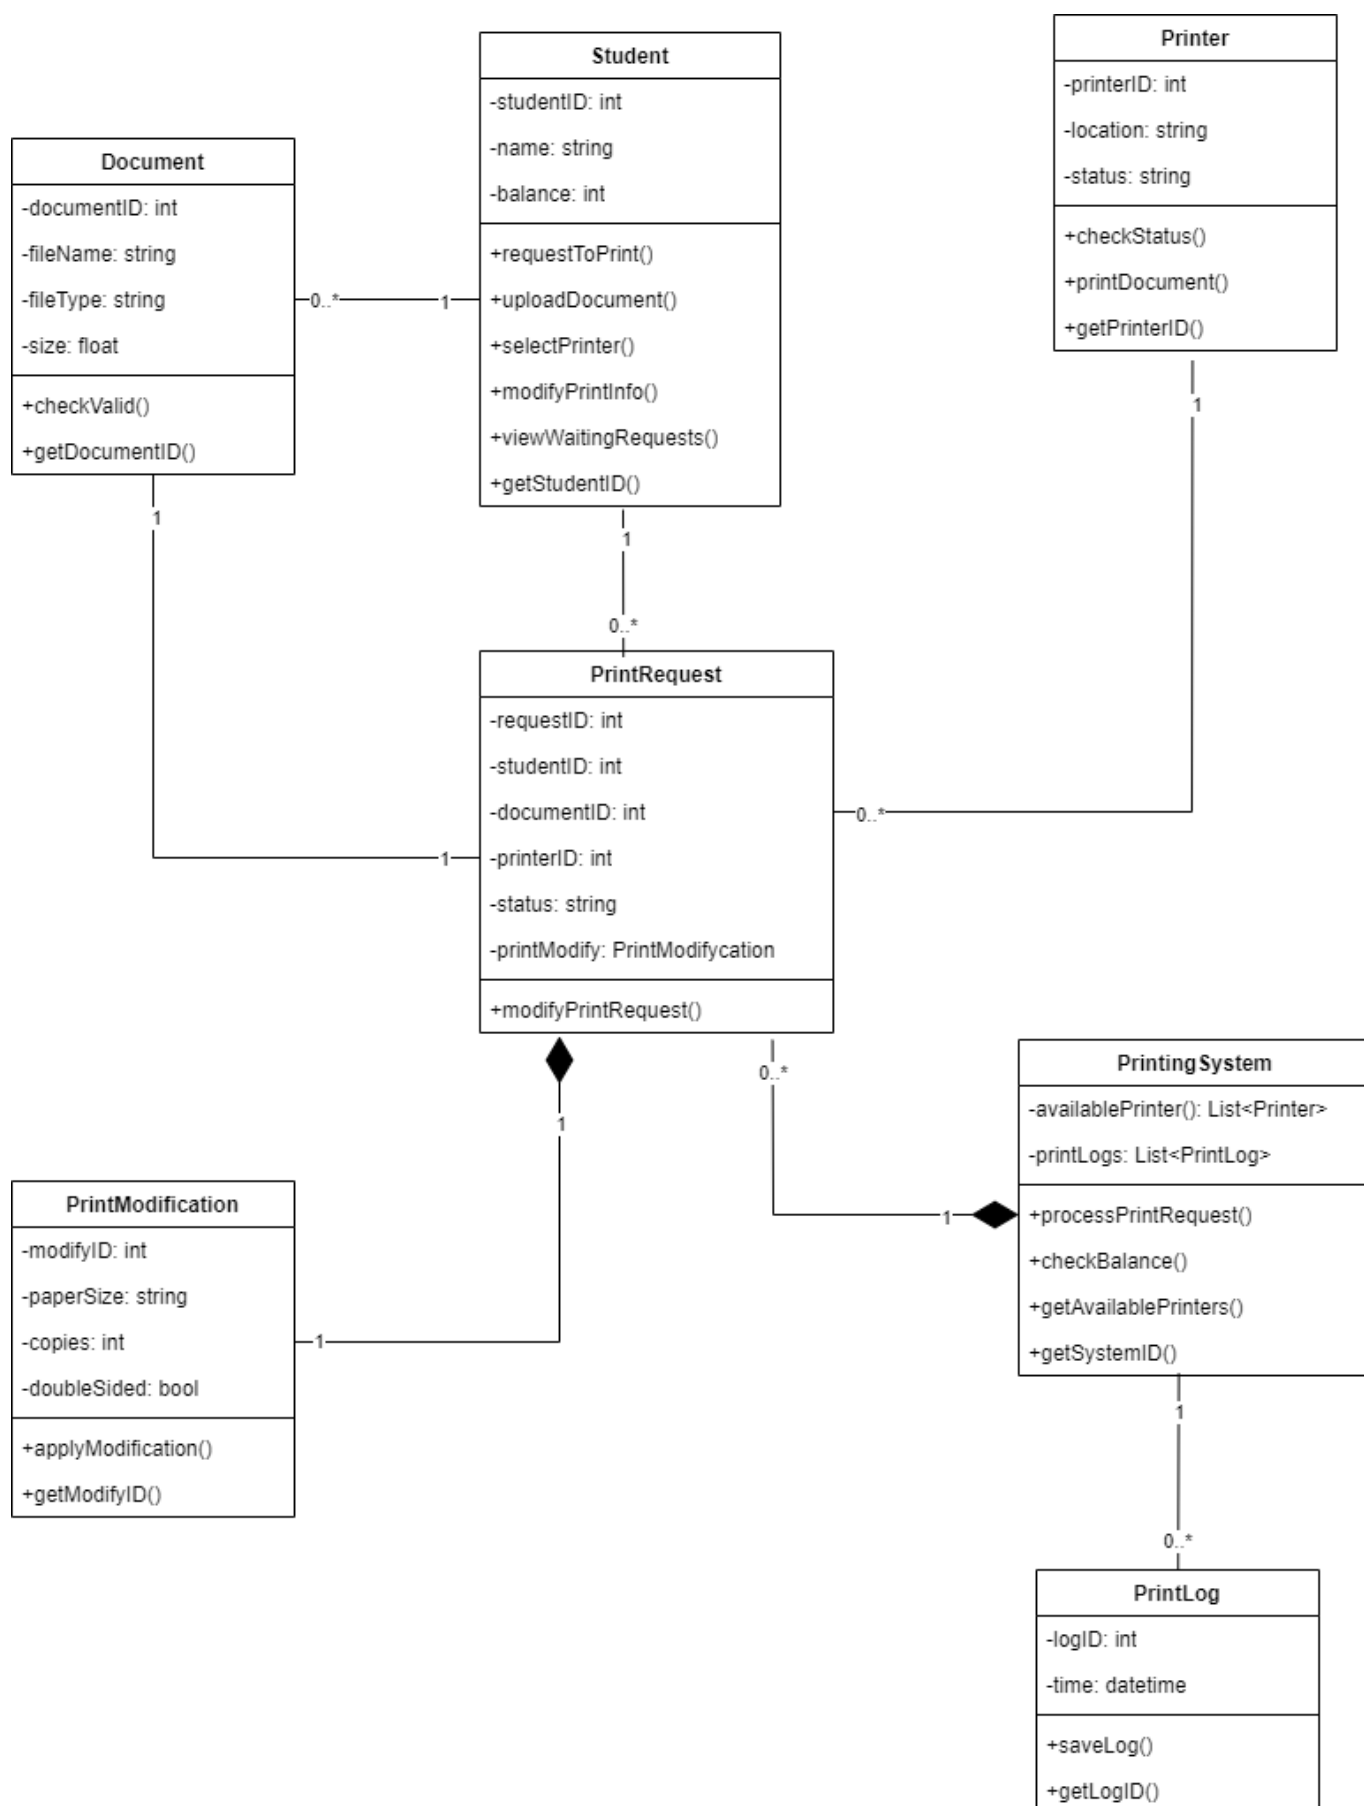 Student
-studentID: int
-name: string
-balance: int
+requestToPrint()
+uploadDocument()
+selectPrinter()
+modifyPrintInfo()
+viewWaitingRequests()
+getStudentID()
Printer
-printerID: int
-location: string
-status: string
+checkStatus()
+printDocument()
+getPrinterID()
Document
-documentID: int
-fileName: string
-fileType: string
-size: float
+checkValid()
+getDocumentID()
0..*
1
1
1
1
0..*
PrintRequest
-requestID: int
-studentID: int
-documentID: int
-printerID: int
-status: string
-printModify: PrintModifycation
+modifyPrintRequest()
0..*
1
0..*
1
1
PrintingSystem
-availablePrinter(): List<Printer>
-printLogs: List<PrintLog>
+processPrintRequest()
+checkBalance()
+getAvailablePrinters()
+getSystemID()
PrintModification
-modifyID: int
-paperSize: string
-copies: int
-doubleSided: bool
+applyModification()
+getModifyID()
1
1
0..*
PrintLog
-logID: int
-time: datetime
+saveLog()
+getLogID()